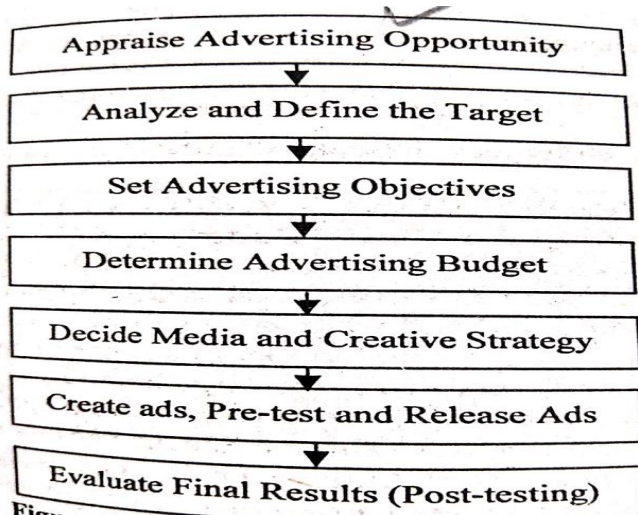 Appraise Advertising Opportunity
Analyze and Define the Target
Set Advertising Objectives
Determine Advertising Budget
Decide Media and Creative Strategy
Create ads, Pre-test and Release Ads
Evaluate Final Results (Post-testing)